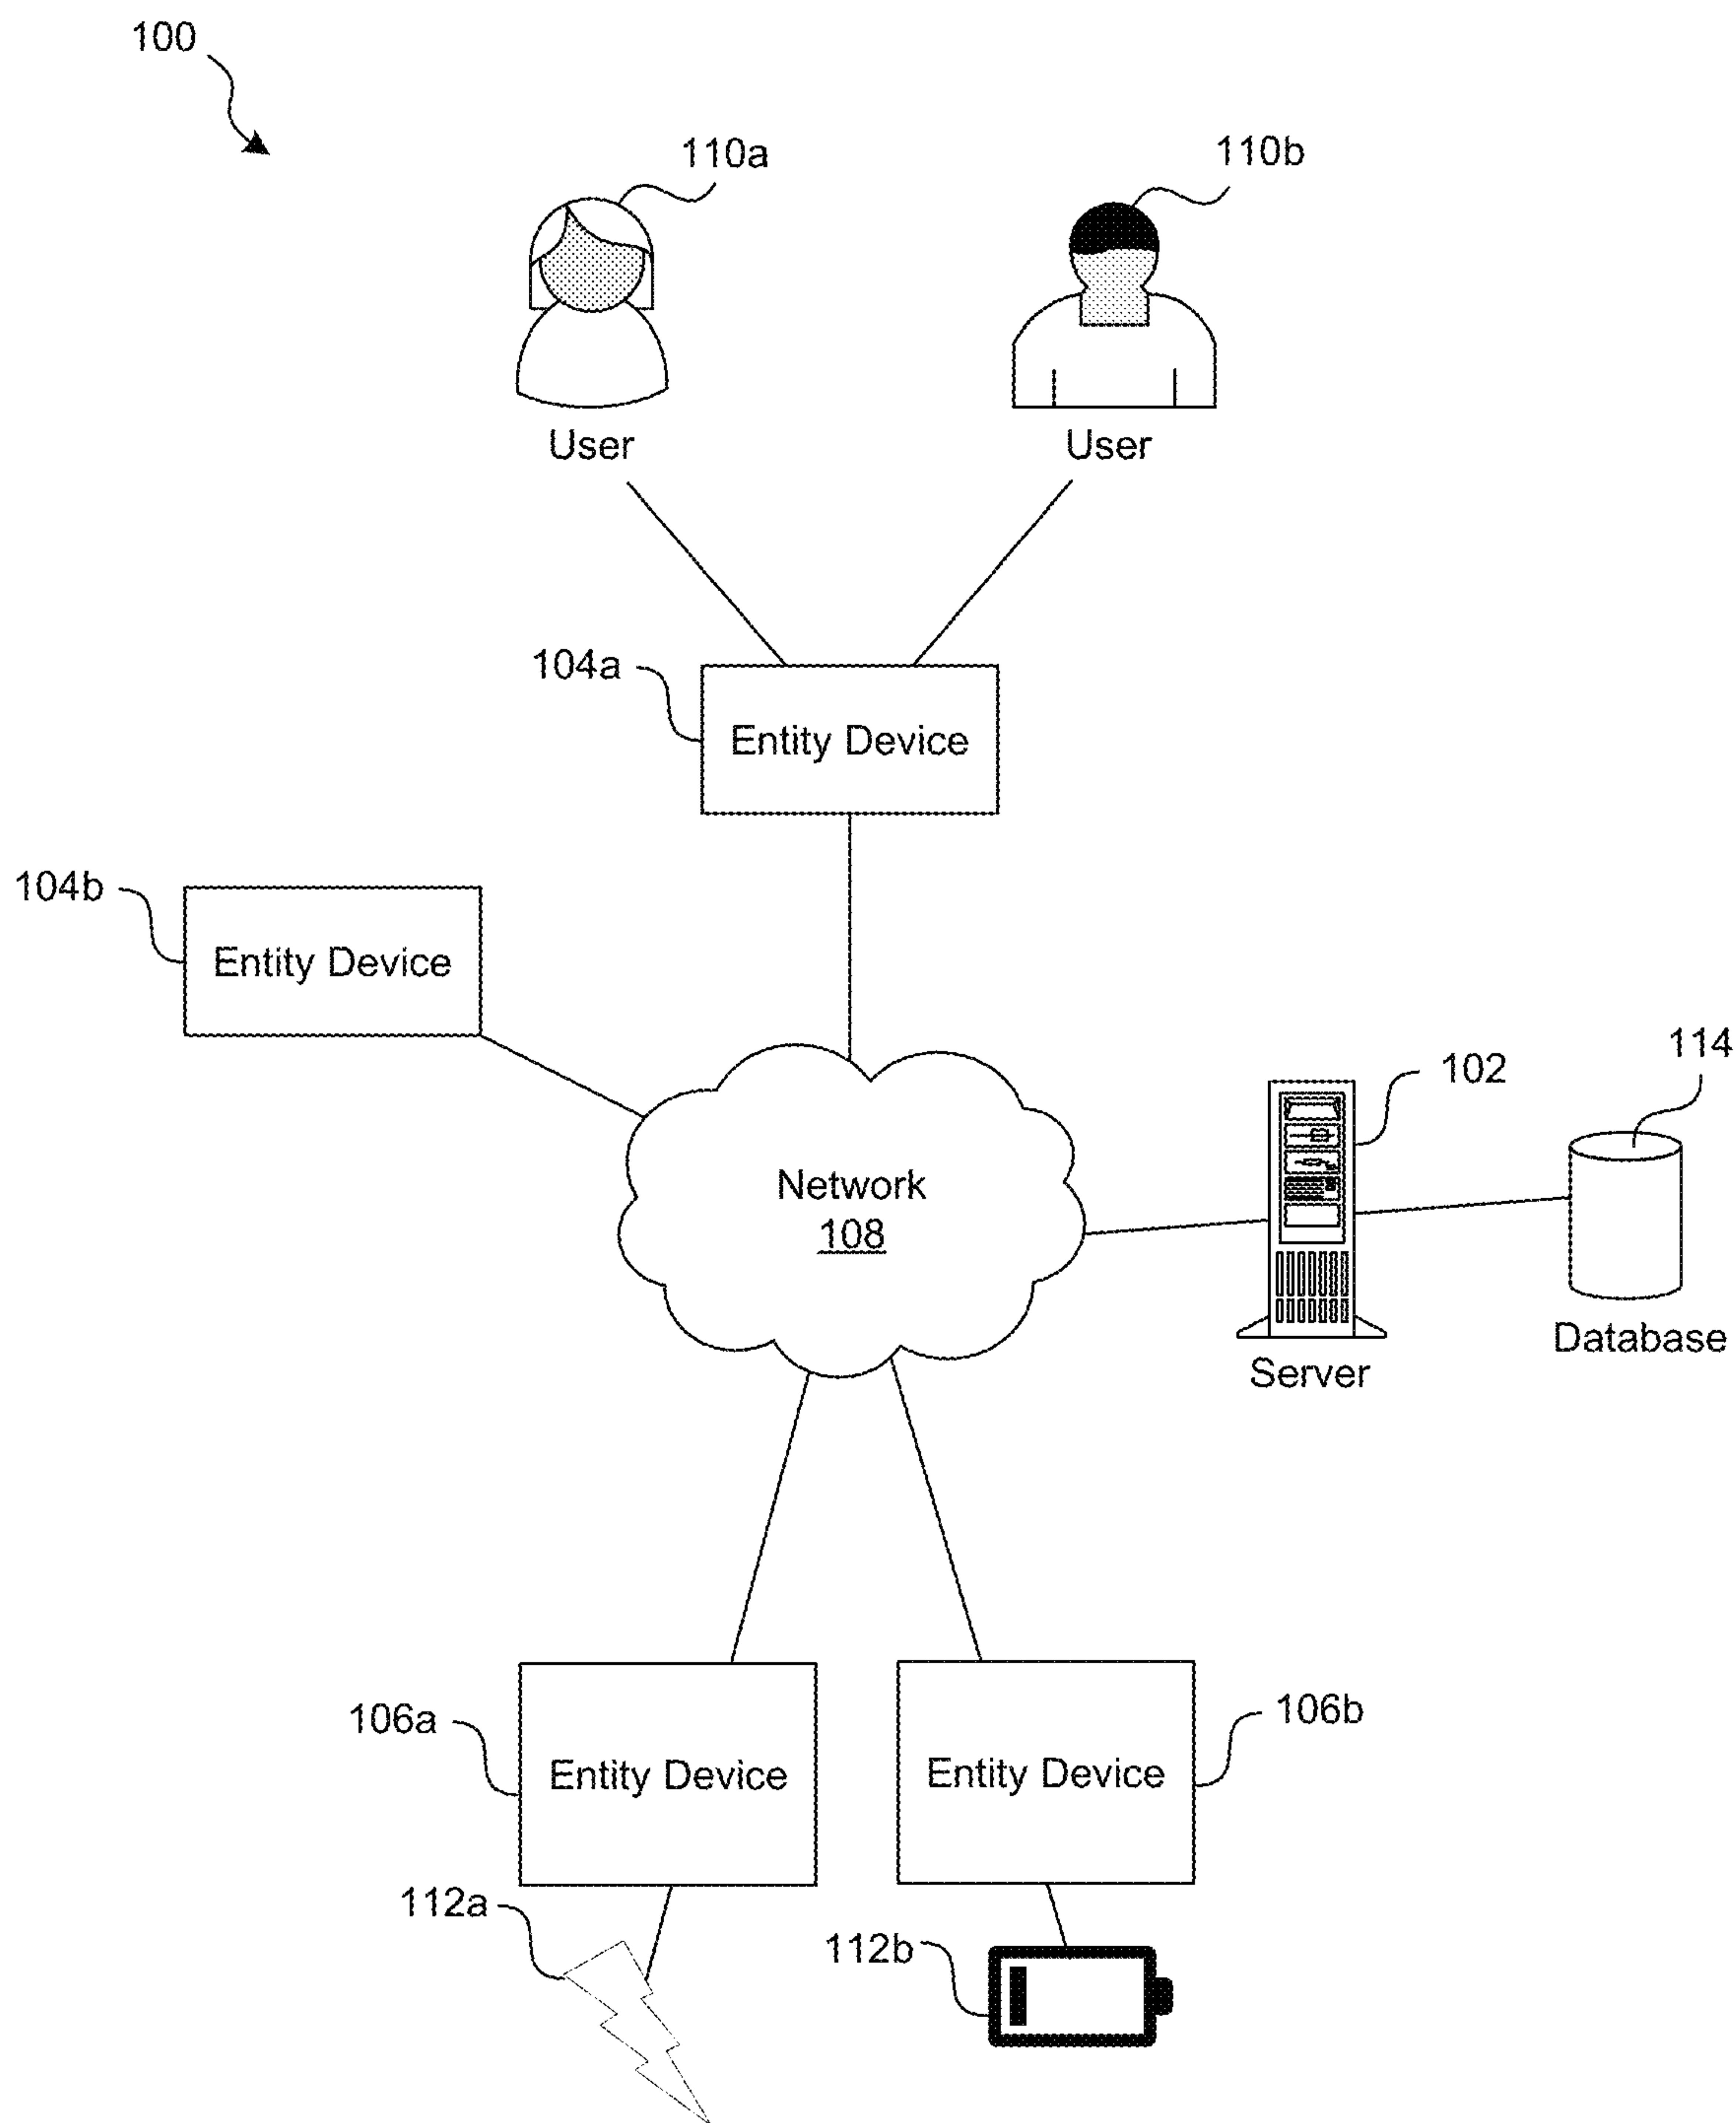 100
110a
110b
User
User
104a
Entity Device
104b
Entity Device
114
102
Network
108
Database
Server
106a
106b
Entity Device
Entity Device
112a
112b